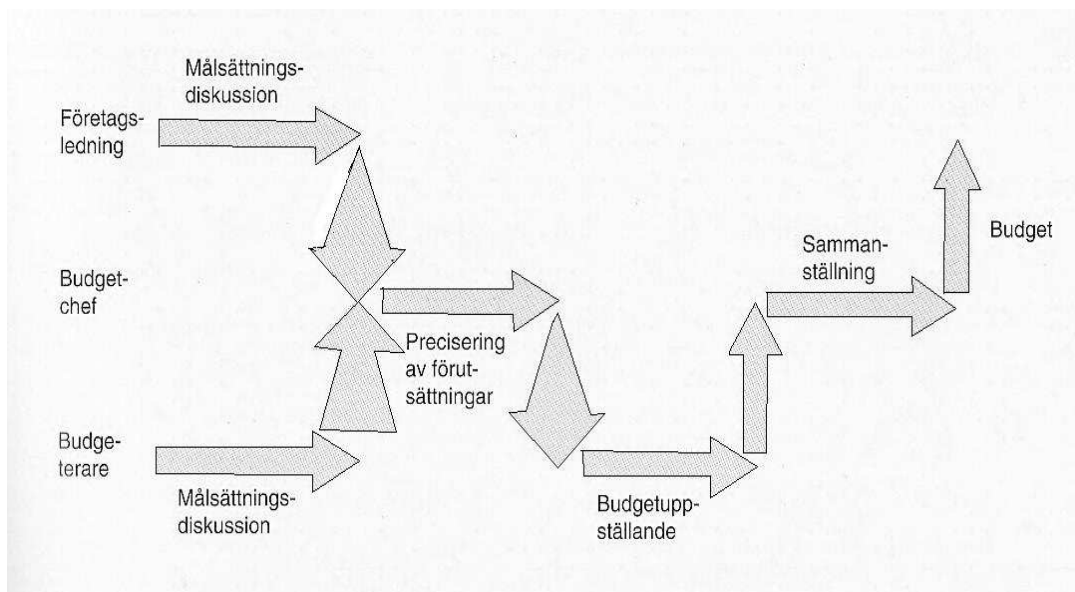 Målsättnings-
diskussion
Företags-
ledning
Budget-
chef
Precisering
av förut-
sättningar
Budge-
terare
Målsättnings-
diskussion
Budgetupp-
ställande
Samman-
ställning
Budget